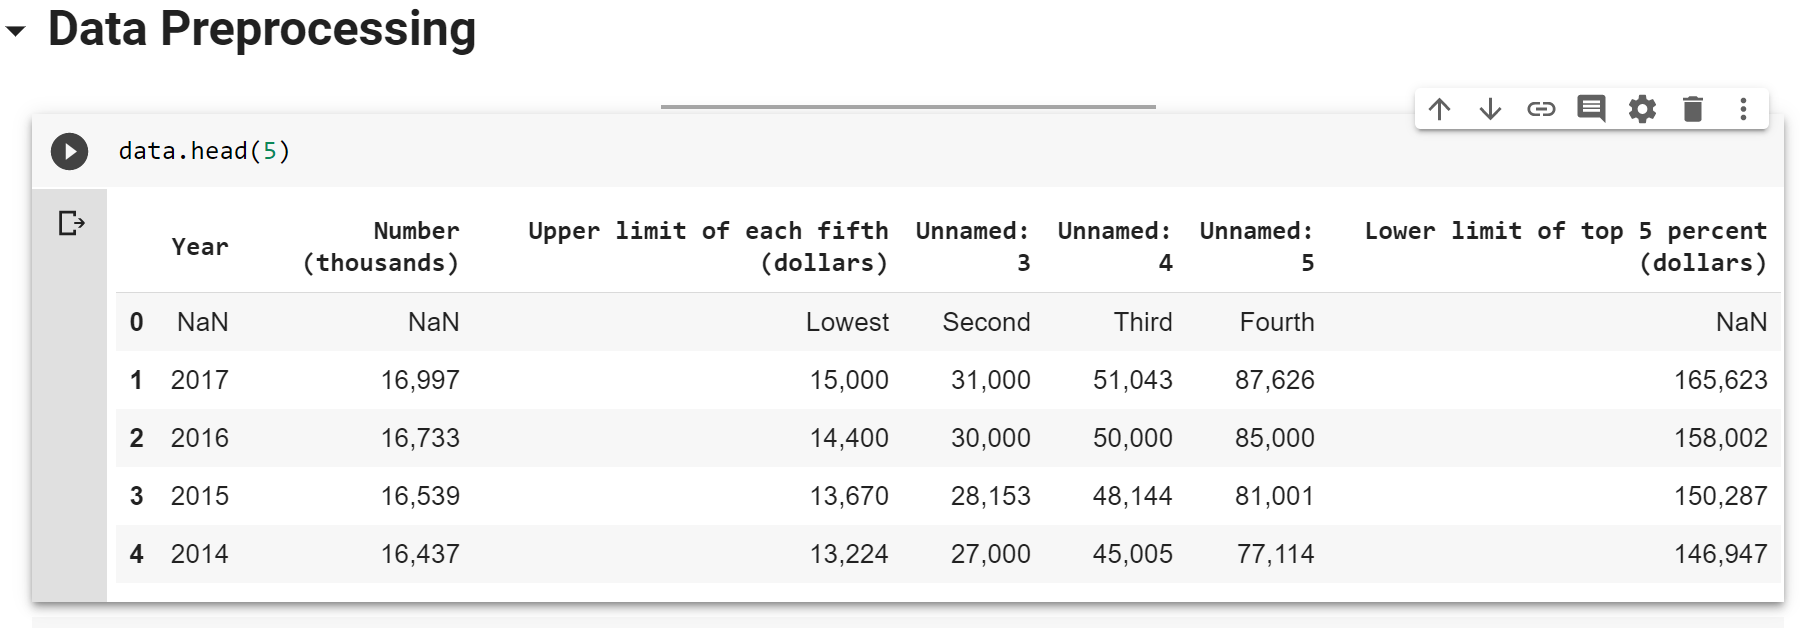 Data Preprocessing
data.head(5)
Year Number (thousands) Upper limit of each fifth (dollars) Unnamed: 3 Unnamed: 4 Unnamed: 5 Lower limit of top 5 percent (dollars)
0 NaN NaN Lowest Second Third Fourth NaN
1 2017 16,997 15,000 31,000 51,043 87,626 165,623
2 2016 16,733 14,400 30,000 50,000 85,000 158,002
3 2015 16,539 13,670 28,153 48,144 81,001 150,287
4 2014 16,437 13,224 27,000 45,005 77,114 146,947